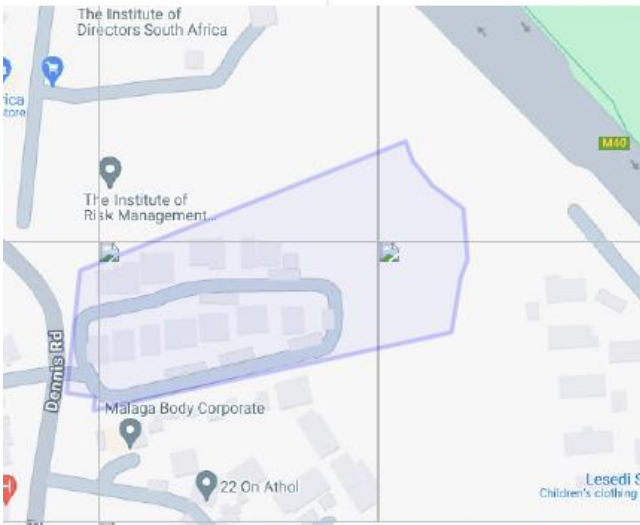 The Institute of
Directors South Africa
rica
tore
M40
The Institute of
Risk Management...
Dennis Rd
Malaga Body Corporate
22 On Athol
H
Lesedi S
Children's clothing